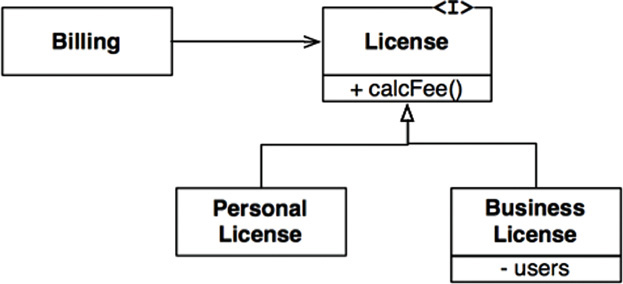 <I>
Billing
License
+ calcFee()
Personal
License
Business
License
- users